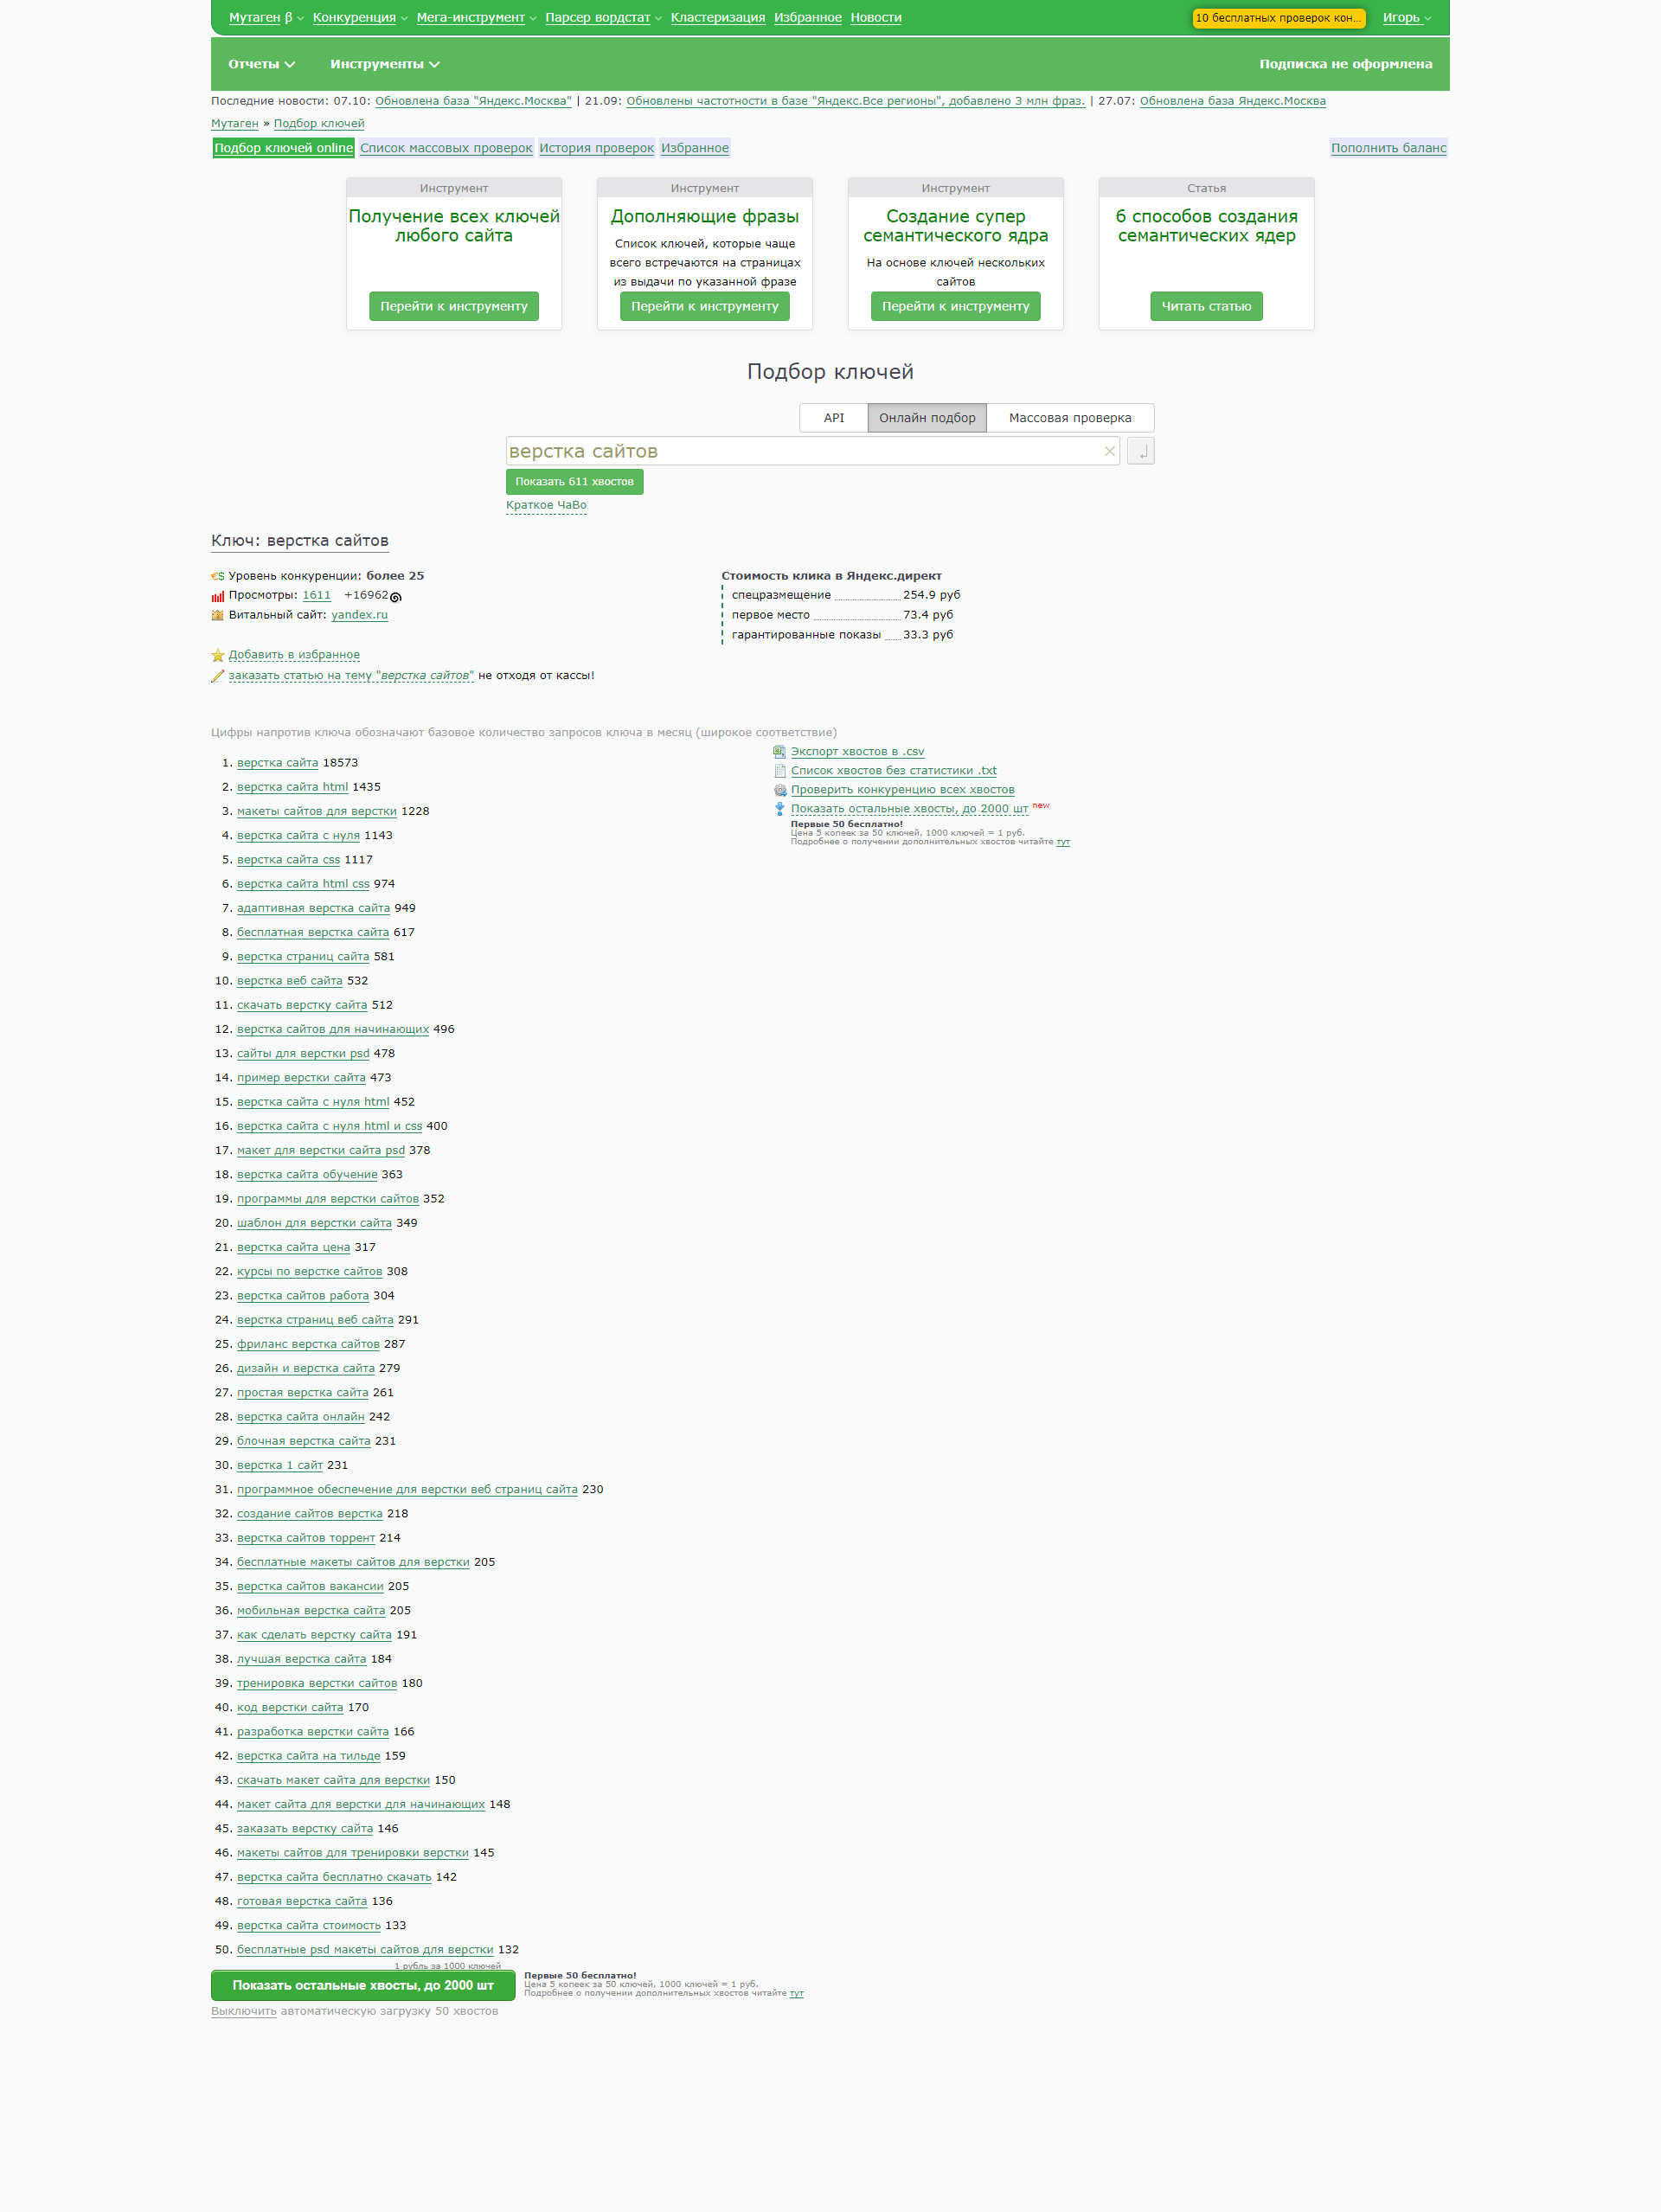 Мутаген β Конкуренция Мега-инструмент Парсер вордстат Кластеризация Избранное Новости 10 бесплатных проверок кон... Игорь
Отчеты Инструменты Подписка не оформлена
Последние новости: 07.10: Обновлена база "Яндекс.Москва" | 21.09: Обновлены частотности в базе "Яндекс.Все регионы", добавлено 3 млн фраз. | 27.07: Обновлена база Яндекс.Москва
Мутаген » Подбор ключей
Подбор ключей online Список массовых проверок История проверок Избранное Пополнить баланс
Инструмент
Получение всех ключей
любого сайта
Перейти к инструменту
Инструмент
Дополняющие фразы
Список ключей, которые чаще
всего встречаются на страницах
из выдачи по указанной фразе
Перейти к инструменту
Инструмент
Создание супер
семантического ядра
На основе ключей нескольких
сайтов
Перейти к инструменту
Статья
6 способов создания
семантических ядер
Читать статью
Подбор ключей
API Онлайн подбор Массовая проверка
верстка сайтов
Показать 611 хвостов
Краткое ЧаВо
Ключ: верстка сайтов
Уровень конкуренции: более 25
Просмотры: 1611 +16962
Витальный сайт: yandex.ru
Добавить в избранное
заказать статью на тему "верстка сайтов" не отходя от кассы!
Стоимость клика в Яндекс.директ
спецразмещение 254.9 руб
первое место 73.4 руб
гарантированные показы 33.3 руб
Цифры напротив ключа обозначают базовое количество запросов ключа в месяц (широкое соответствие)
Экспорт хвостов в .csv
Список хвостов без статистики .txt
Проверить конкуренцию всех хвостов
Показать остальные хвосты, до 2000 шт new
Первые 50 бесплатно!
Цена 5 копеек за 50 ключей, 1000 ключей = 1 руб.
Подробнее о получении дополнительных хвостов читайте тут
1. верстка сайта 18573
2. верстка сайта html 1435
3. макеты сайтов для верстки 1228
4. верстка сайта с нуля 1143
5. верстка сайта css 1117
6. верстка сайта html css 974
7. адаптивная верстка сайта 949
8. бесплатная верстка сайта 617
9. верстка страниц сайта 581
10. верстка веб сайта 532
11. скачать верстку сайта 512
12. верстка сайтов для начинающих 496
13. сайты для верстки psd 478
14. пример верстки сайта 473
15. верстка сайта с нуля html 452
16. верстка сайта с нуля html и css 400
17. макет для верстки сайта psd 378
18. верстка сайта обучение 363
19. программы для верстки сайтов 352
20. шаблон для верстки сайта 349
21. верстка сайта цена 317
22. курсы по верстке сайтов 308
23. верстка сайтов работа 304
24. верстка страниц веб сайта 291
25. фриланс верстка сайтов 287
26. дизайн и верстка сайта 279
27. простая верстка сайта 261
28. верстка сайта онлайн 242
29. блочная верстка сайта 231
30. верстка 1 сайт 231
31. программное обеспечение для верстки веб страниц сайта 230
32. создание сайтов верстка 218
33. верстка сайтов торрент 214
34. бесплатные макеты сайтов для верстки 205
35. верстка сайтов вакансии 205
36. мобильная верстка сайта 205
37. как сделать верстку сайта 191
38. лучшая верстка сайта 184
39. тренировка верстки сайтов 180
40. код верстки сайта 170
41. разработка верстки сайта 166
42. верстка сайта на тильде 159
43. скачать макет сайта для верстки 150
44. макет сайта для верстки для начинающих 148
45. заказать верстку сайта 146
46. макеты сайтов для тренировки верстки 145
47. верстка сайта бесплатно скачать 142
48. готовая верстка сайта 136
49. верстка сайта стоимость 133
50. бесплатные psd макеты сайтов для верстки 132
1 рубль за 1000 ключей
Показать остальные хвосты, до 2000 шт
Первые 50 бесплатно!
Цена 5 копеек за 50 ключей, 1000 ключей = 1 руб.
Подробнее о получении дополнительных хвостов читайте тут
Выключить автоматическую загрузку 50 хвостов